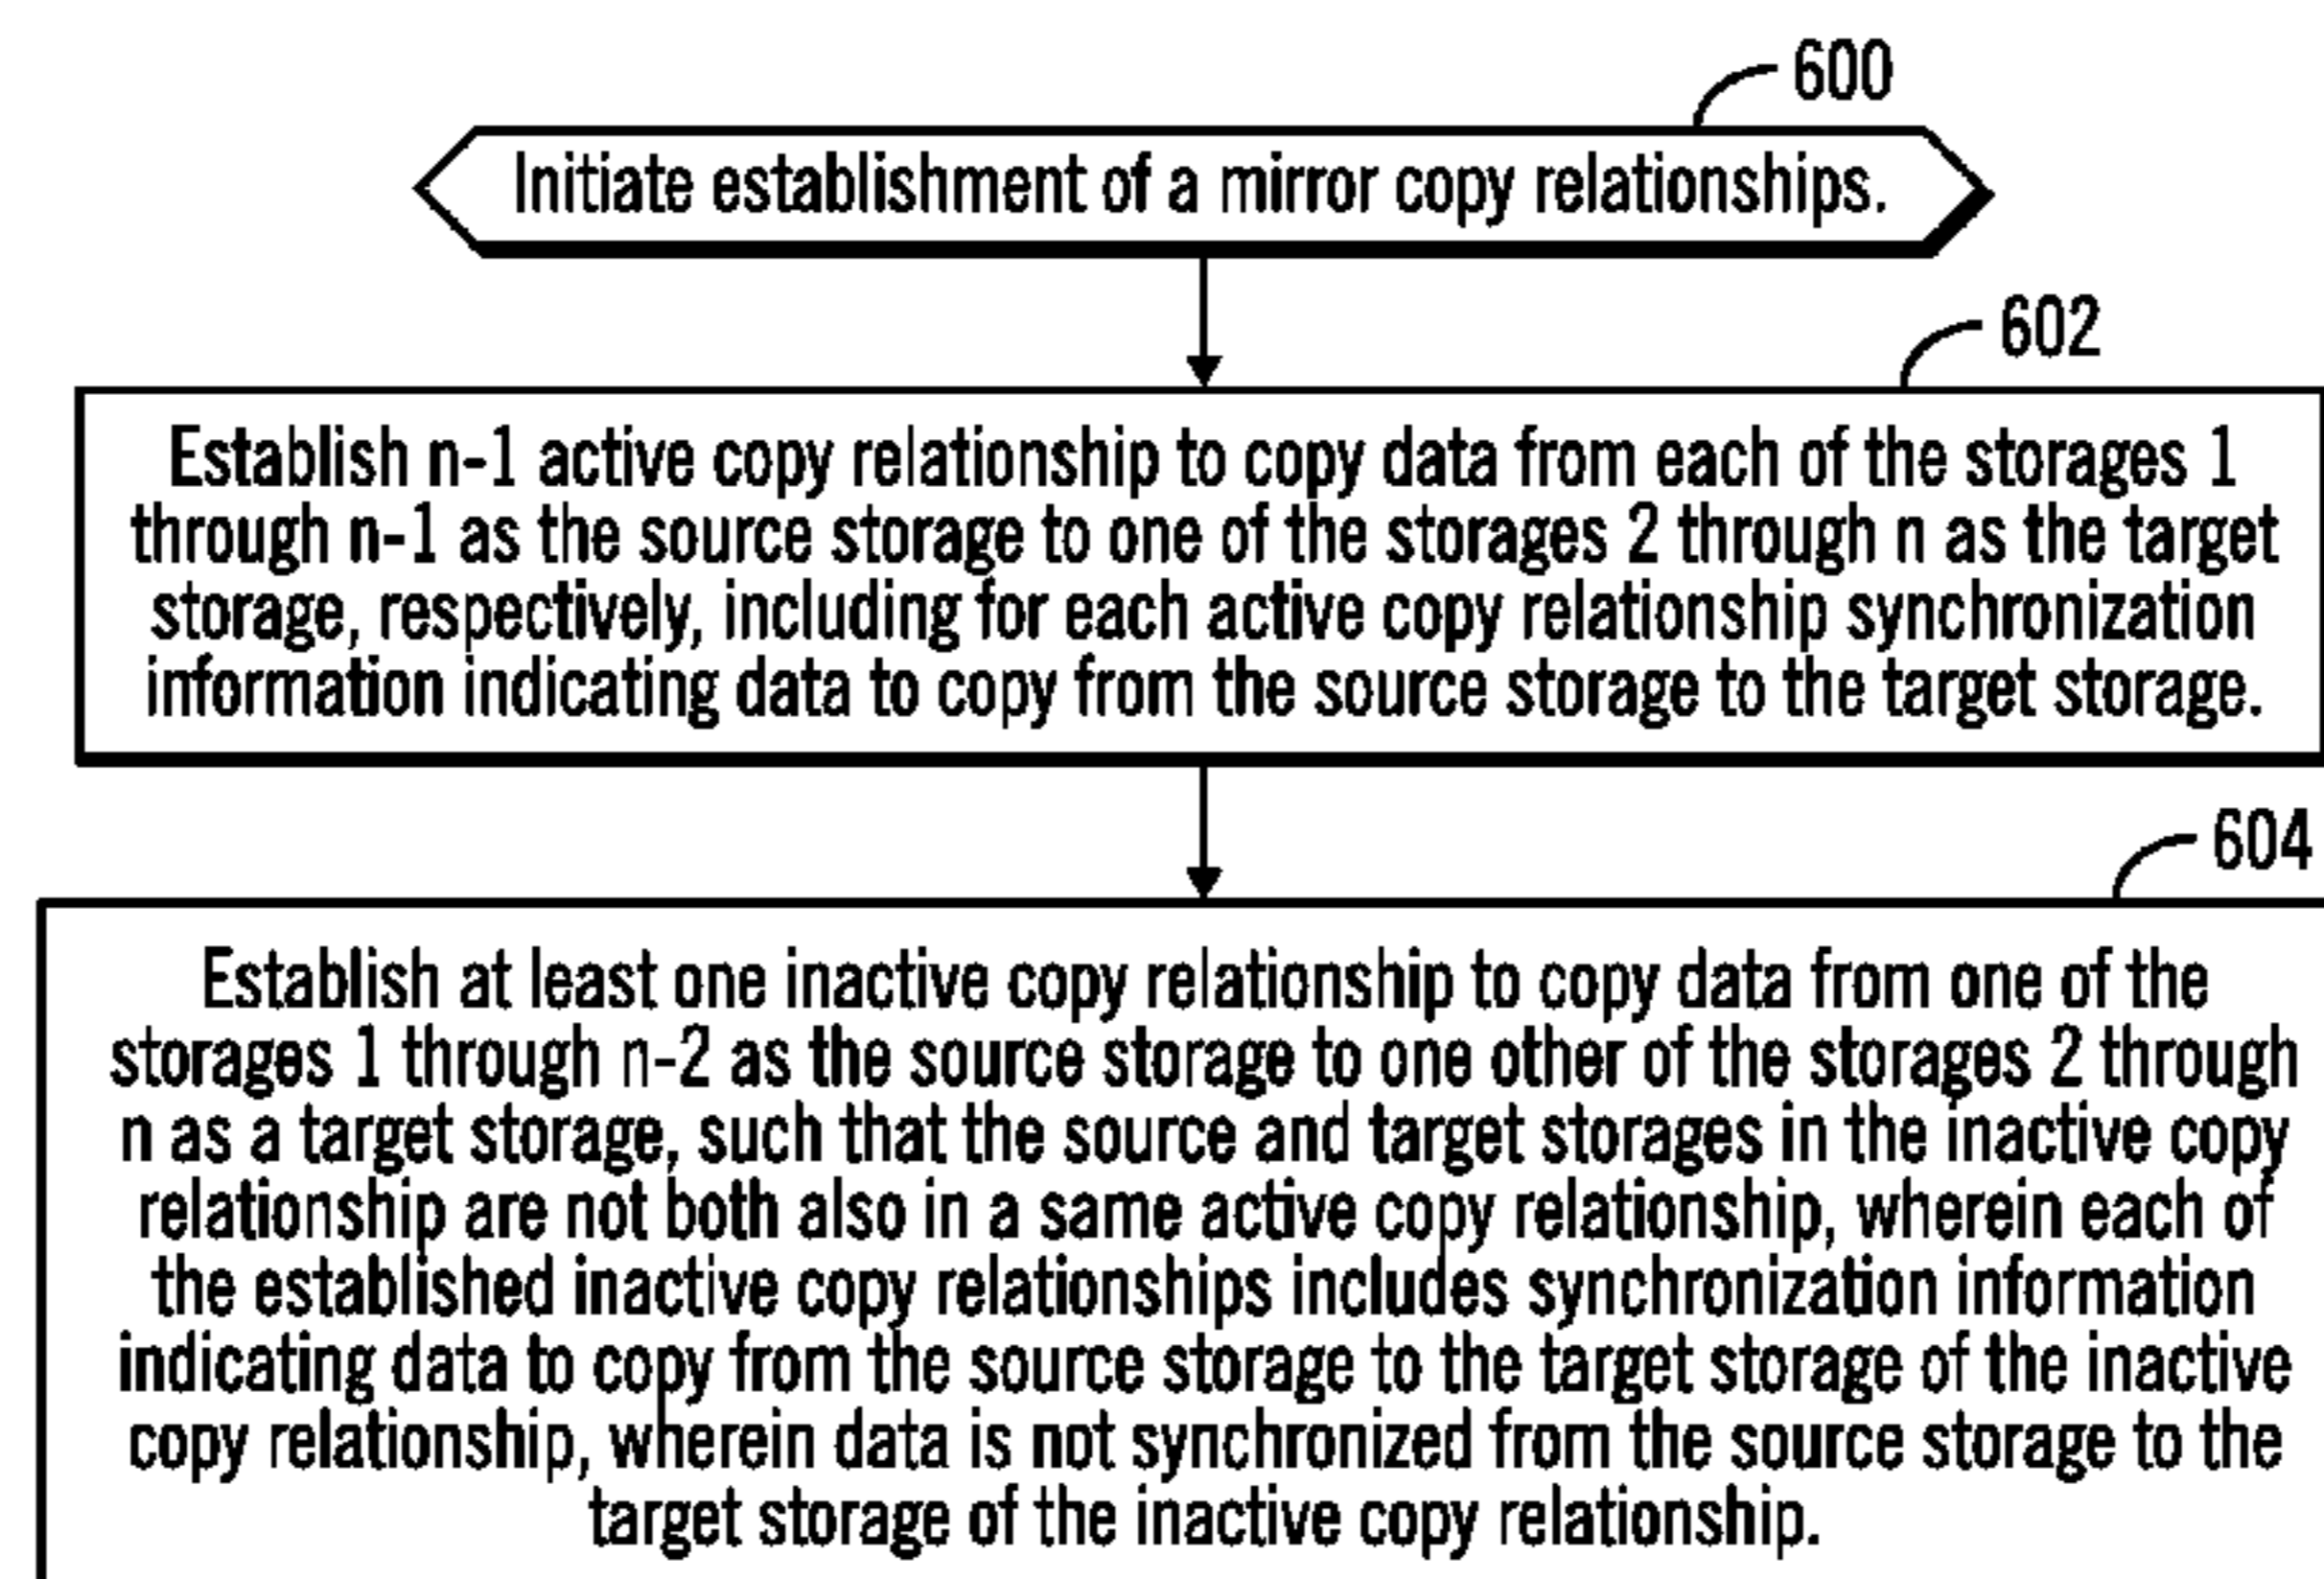 600
Initiate establishment of a mirror copy relationships.
602
Establish n-1 active copy relationship to copy data from each of the storages 1
through n-1 as the source storage to one of the storages 2 through n as the target
storage, respectively, including for each active copy relationship synchronization
information indicating data to copy from the source storage to the target storage.
604
Establish at least one inactive copy relationship to copy data from one of the
storages 1 through n-2 as the source storage to one other of the storages 2 through
n as a target storage, such that the source and target storages in the inactive copy
relationship are not both also in a same active copy relationship, wherein each of
the established inactive copy relationships includes synchronization information
indicating data to copy from the source storage to the target storage of the inactive
copy relationship, wherein data is not synchronized from the source storage to the
target storage of the inactive copy relationship.